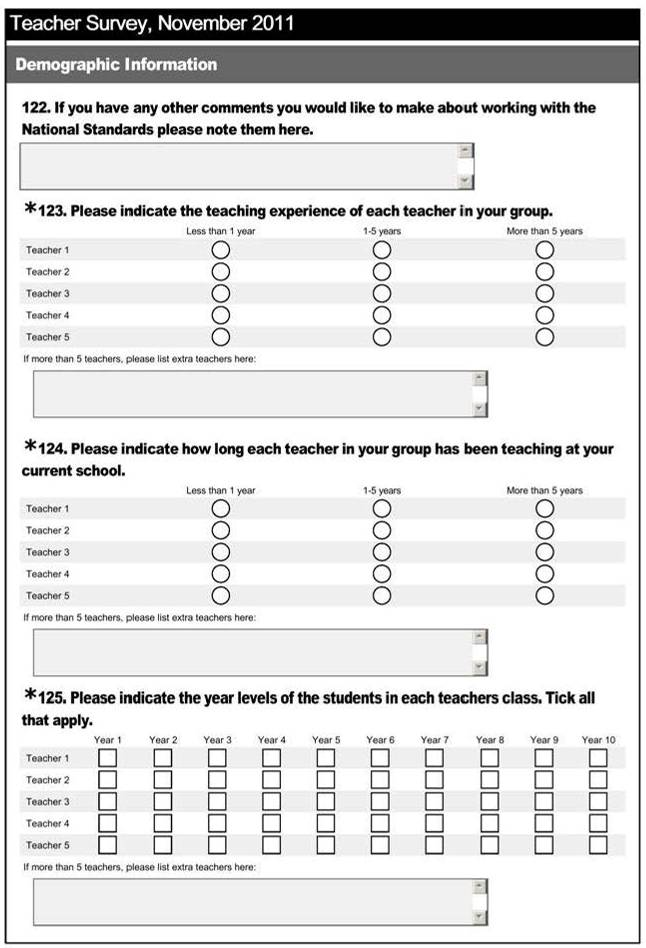 Teacher Survey, November 2011
Demographic Information
122. If you have any other comments you would like to make about working with the
National Standards please note them here.
*123. Please indicate the teaching experience of each teacher in your group.
Less than 1 year 1-5 years More than 5 years
Teacher 1
Teacher 2
Teacher 3
Teacher 4
Teacher 5
If more than 5 teachers, please list extra teachers here:
*124. Please indicate how long each teacher in your group has been teaching at your
current school.
Less than 1 year 1-5 years More than 5 years
Teacher 1
Teacher 2
Teacher 3
Teacher 4
Teacher 5
If more than 5 teachers, please list extra teachers here:
*125. Please indicate the year levels of the students in each teachers class. Tick all
that apply.
Year 1 Year 2 Year 3 Year 4 Year 5 Year 6 Year 7 Year 8 Year 9 Year 10
Teacher 1
Teacher 2
Teacher 3
Teacher 4
Teacher 5
If more than 5 teachers, please list extra teachers here: